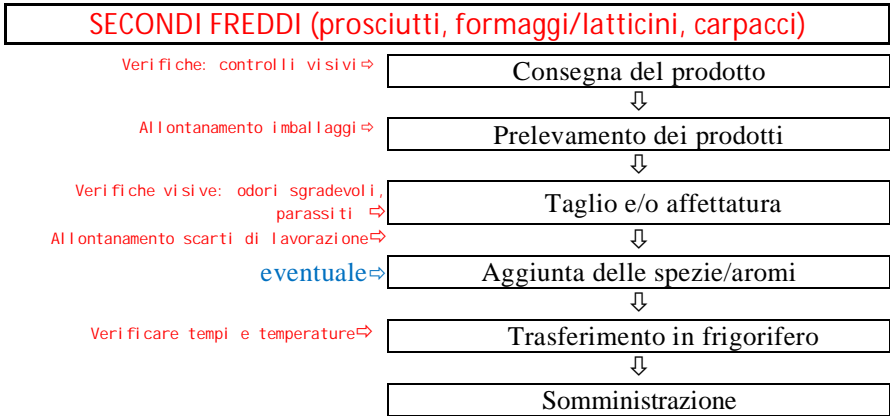 SECONDI FREDDI (prosciutti, formaggi/latticini, carpacci)
Verifiche: controlli visivi⇨
Consegna del prodotto
⇩
Allontanamento imballaggi⇨
Prelevamento dei prodotti
⇩
Verifiche visive: odori sgradevoli,
parassiti ⇨
Taglio e/o affettatura
Allontanamento scarti di lavorazione⇨
⇩
eventuale⇨
Aggiunta delle spezie/aromi
⇩
Verificare tempi e temperature⇨
Trasferimento in frigorifero
⇩
Somministrazione